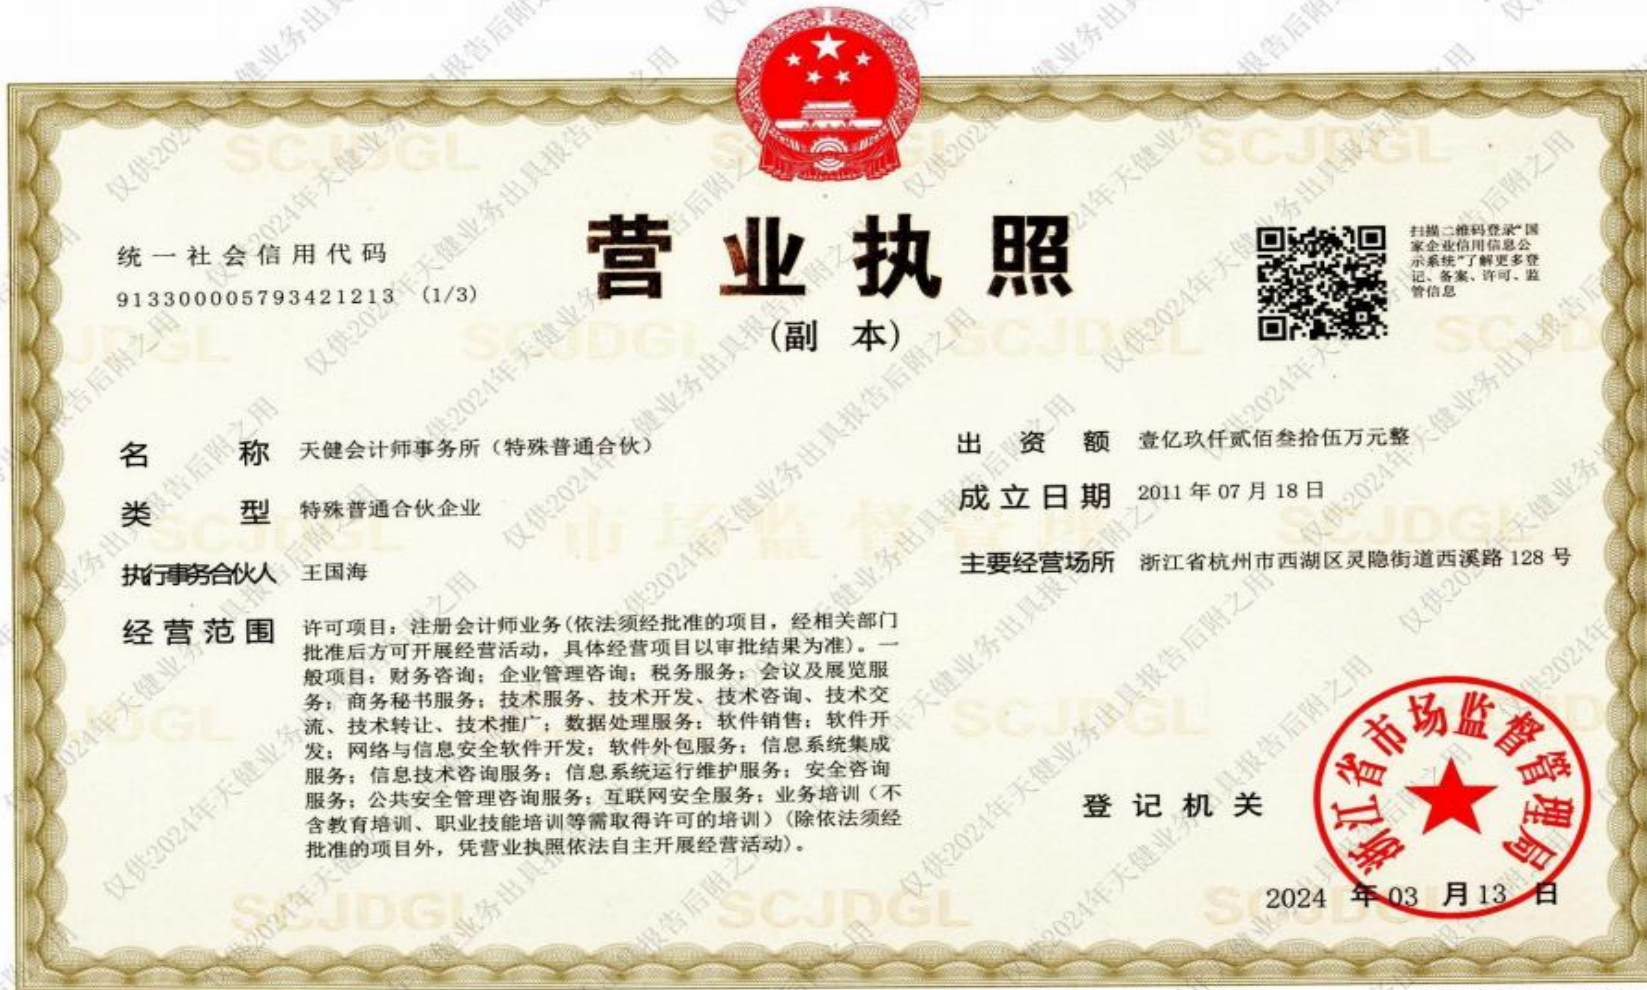 营业执照
(副 本)
统一社会信用代码
913300005793421213 (1/3)
扫描二维码登录“国
家企业信用信息公
示系统”了解更多登
记、备案、许可、监
管信息
名 称 天健会计师事务所（特殊普通合伙）
类 型 特殊普通合伙企业
执行事务合伙人 王国海
经营范围 许可项目：注册会计师业务(依法须经批准的项目，经相关部门
批准后方可开展经营活动，具体经营项目以审批结果为准)。一
般项目：财务咨询；企业管理咨询；税务服务；会议及展览服
务；商务秘书服务；技术服务、技术开发、技术咨询、技术交
流、技术转让、技术推广；数据处理服务；软件销售；软件开
发；网络与信息安全软件开发；软件外包服务；信息系统集成
服务；信息技术咨询服务；信息系统运行维护服务；安全咨询
服务；公共安全管理咨询服务；互联网安全服务；业务培训（不
含教育培训、职业技能培训等需取得许可的培训）(除依法须经
批准的项目外，凭营业执照依法自主开展经营活动)。
出 资 额 壹亿玖仟贰佰叁拾伍万元整
成立日期 2011 年 07 月 18 日
主要经营场所 浙江省杭州市西湖区灵隐街道西溪路 128 号
登记机关
浙江省市场监督管理局
2024 年 03 月 13 日
仅供2024年天健业务出具报告后附之用
SCJDGL
市场监督管理